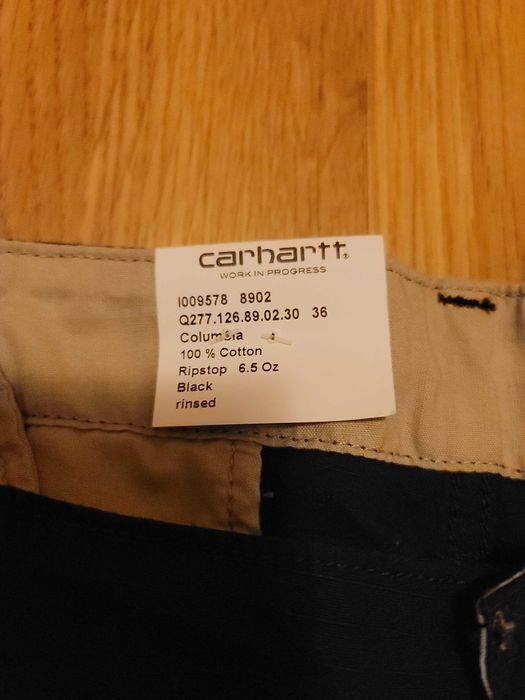 carhartt®
WORK IN PROGRESS
I009578 8902
Q277.126.89.02.30 36
Columbia
100 % Cotton
Ripstop 6.5 Oz
Black
rinsed